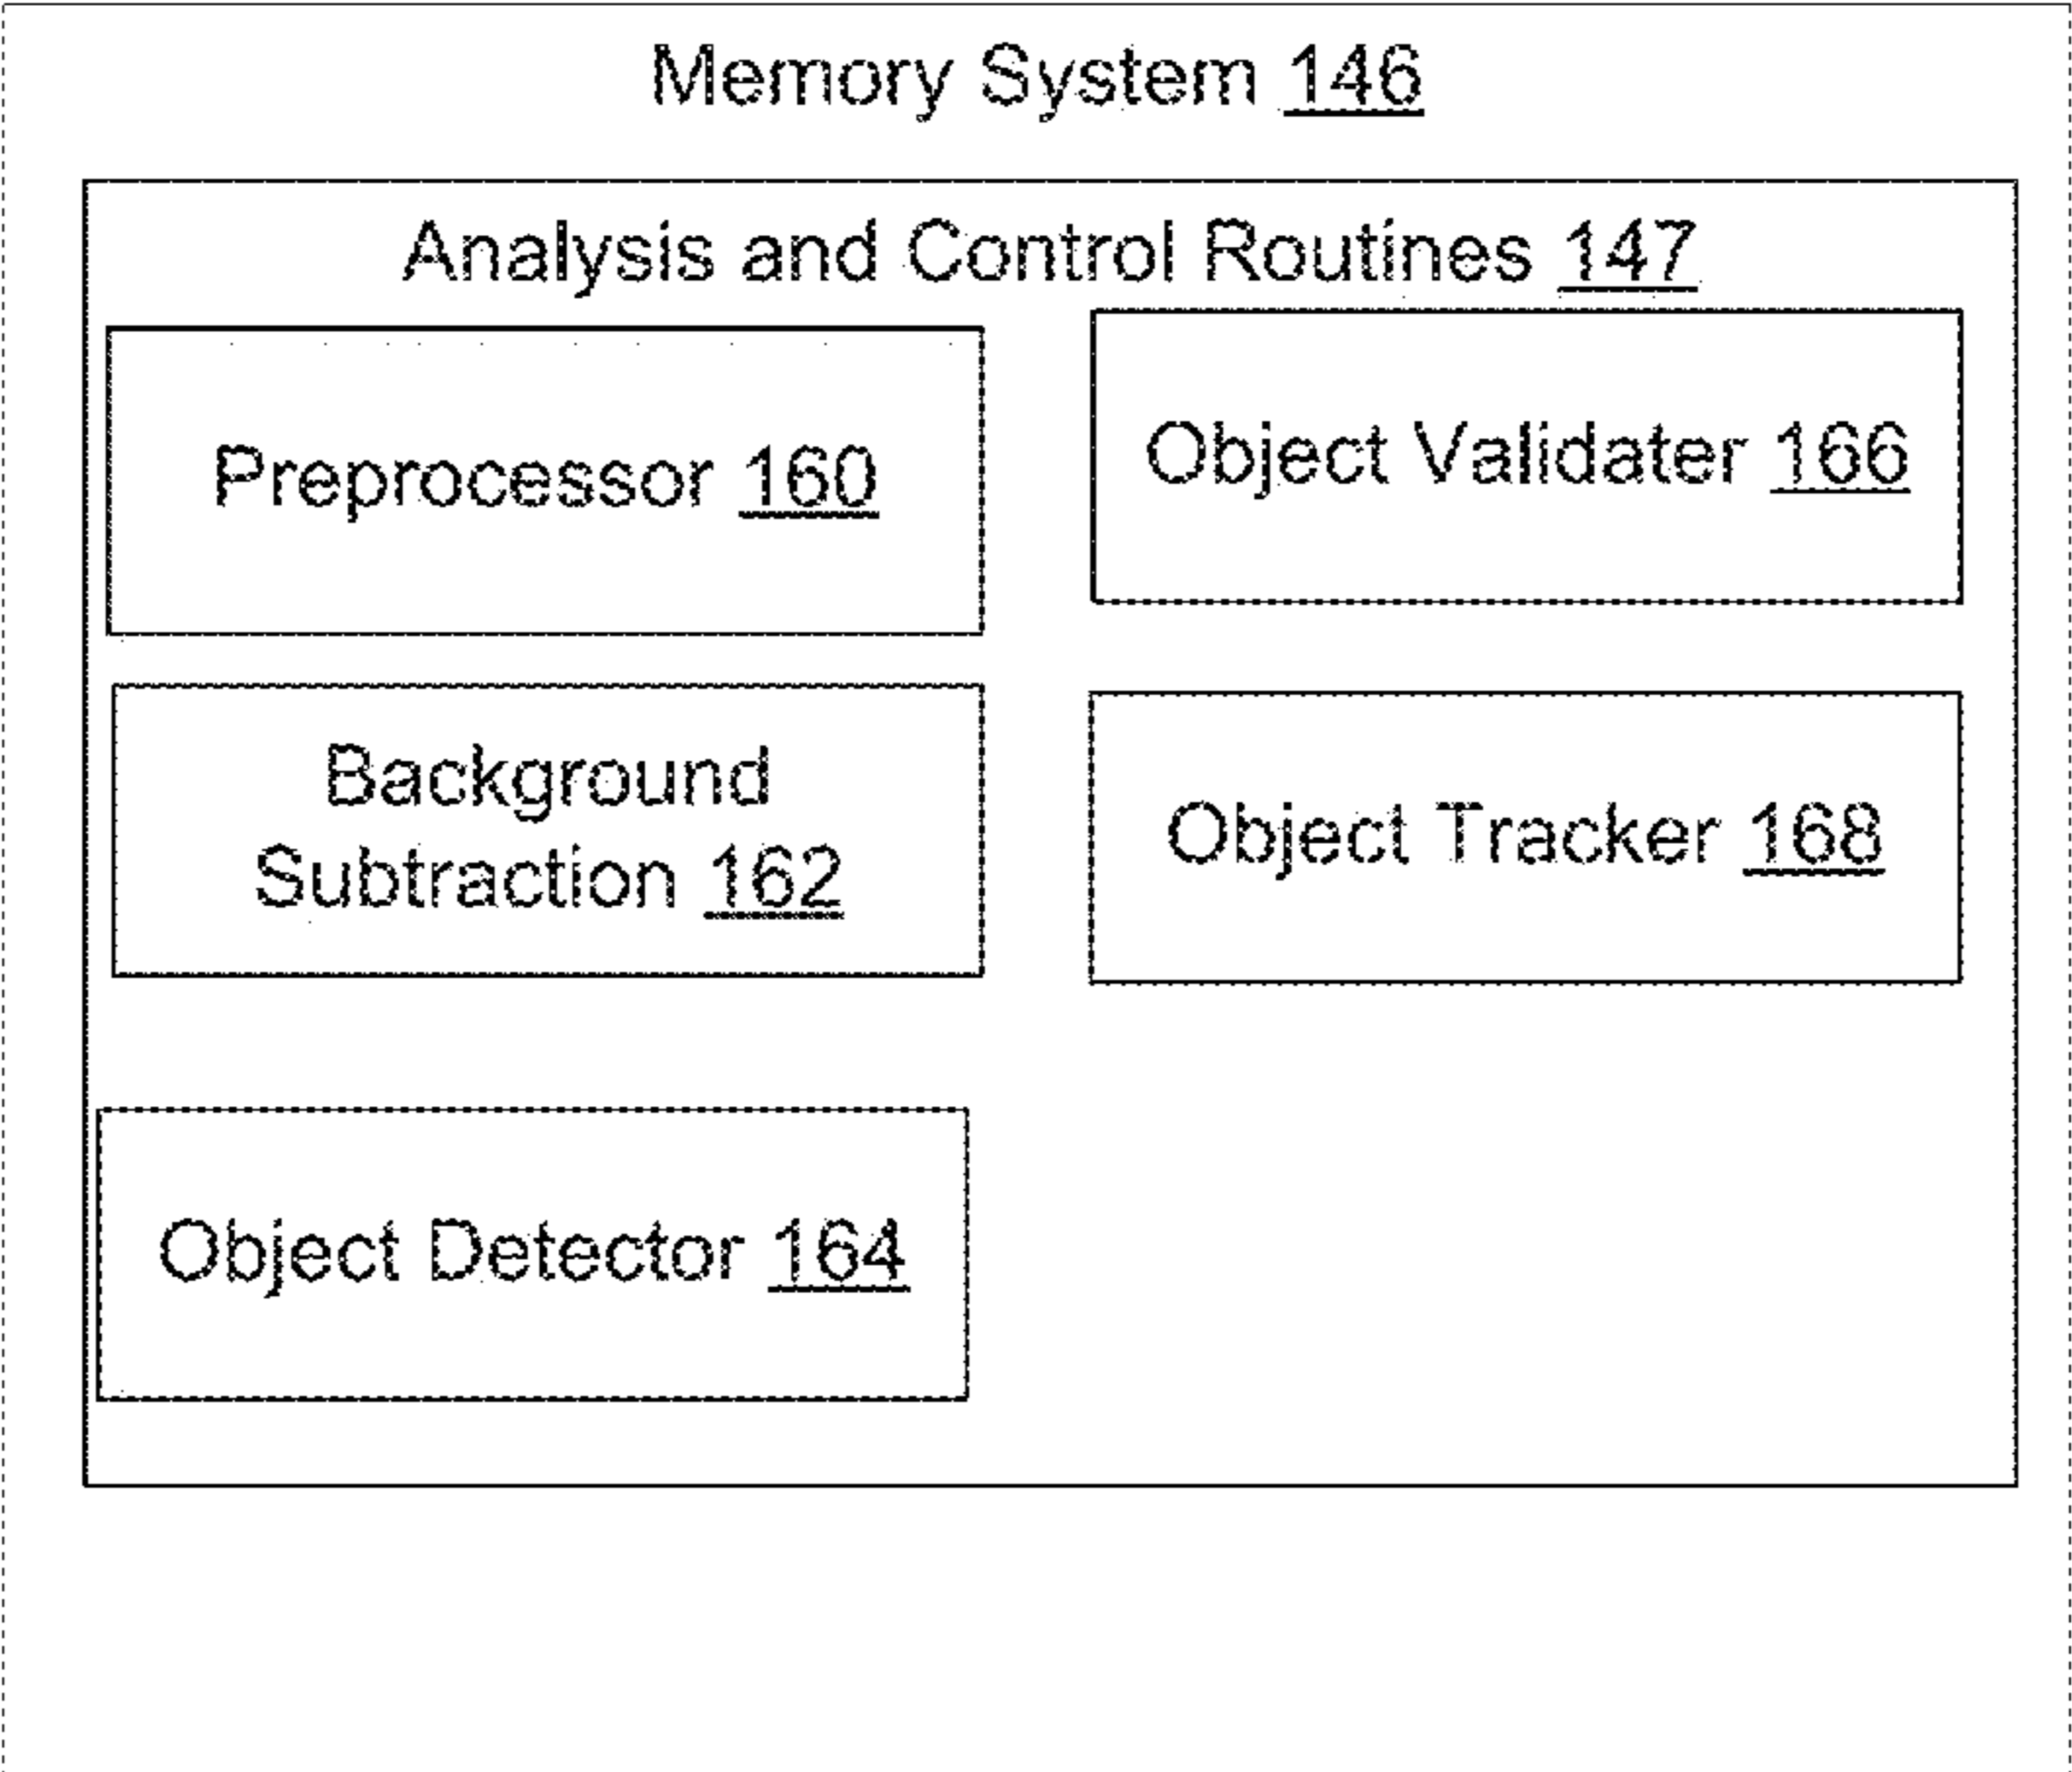 Memory System 146
Analysis and Control Routines 147
Preprocessor 160
Background
Subtraction 162
Object Detector 164
Object Validater 166
Object Tracker 168